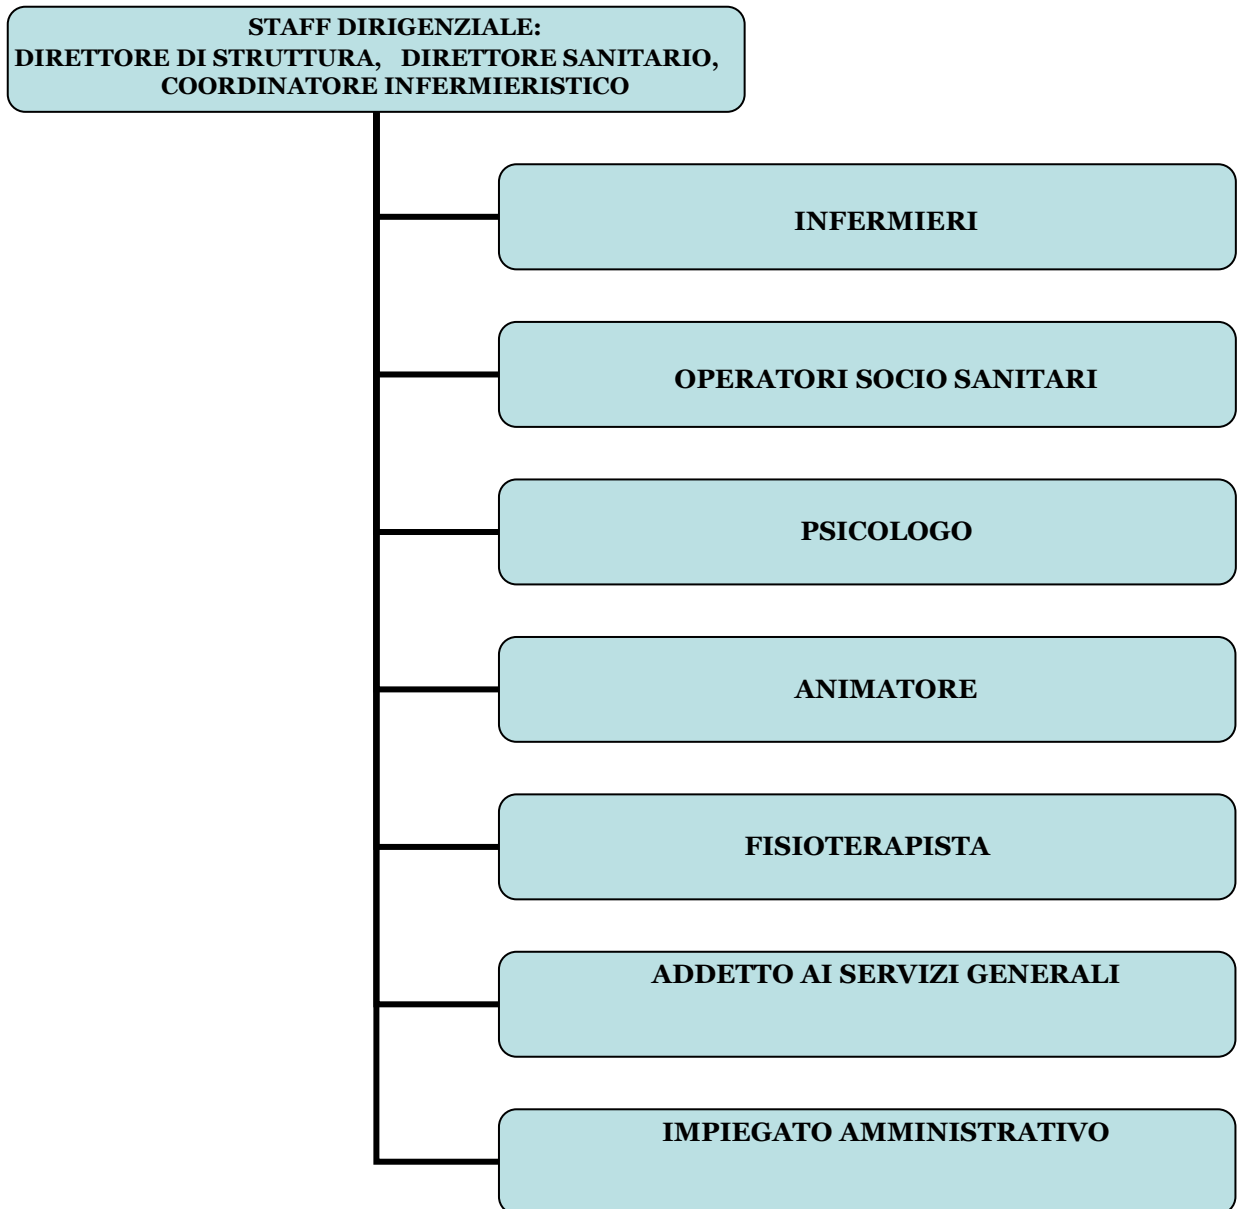 STAFF DIRIGENZIALE:
DIRETTORE DI STRUTTURA, DIRETTORE SANITARIO,
COORDINATORE INFERMIERISTICO
INFERMIERI
OPERATORI SOCIO SANITARI
PSICOLOGO
ANIMATORE
FISIOTERAPISTA
ADDETTO AI SERVIZI GENERALI
IMPIEGATO AMMINISTRATIVO